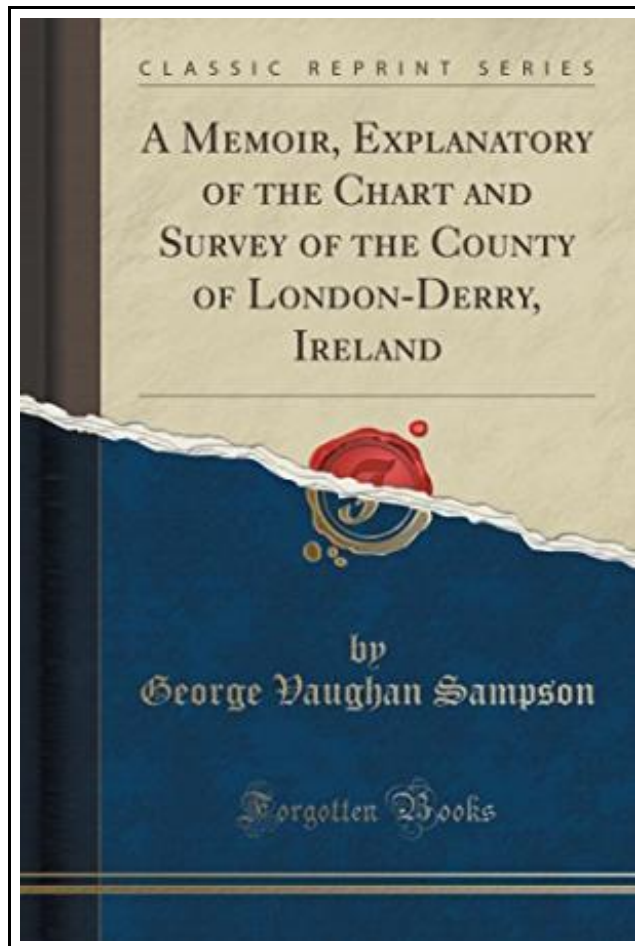 CLASSIC REPRINT SERIES
A MEMOIR, EXPLANATORY
OF THE CHART AND
SURVEY OF THE COUNTY
OF LONDON-DERRY,
IRELAND
by
George Vaughan Sampson
Forgotten Books